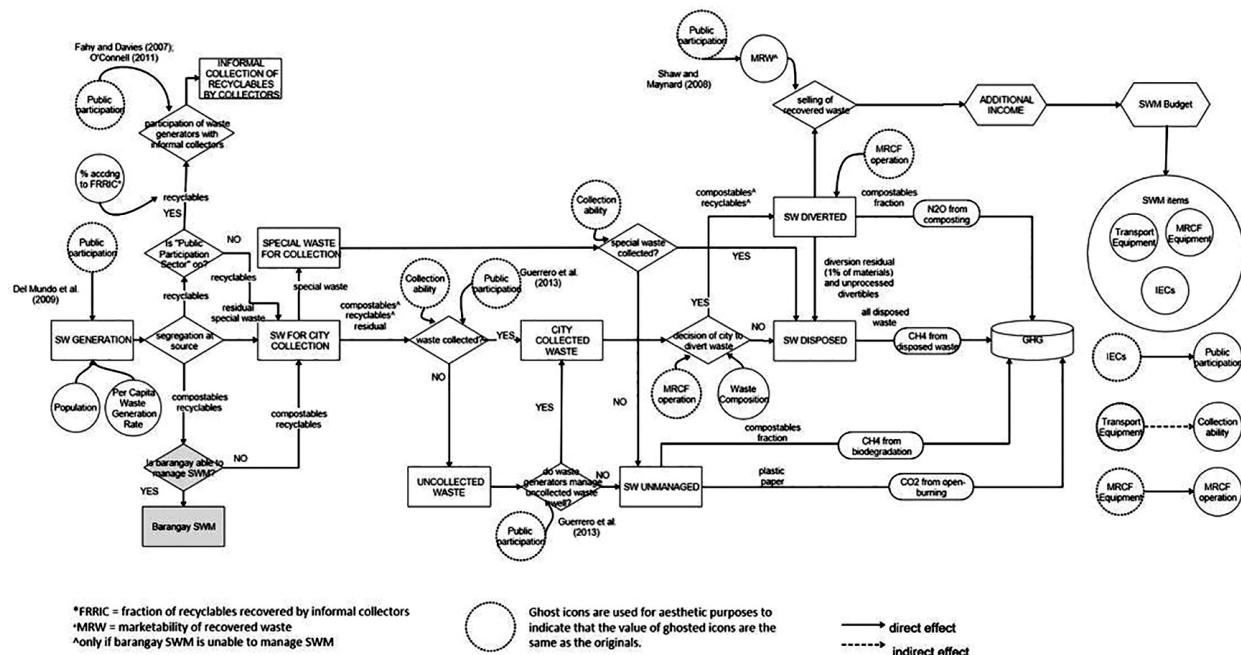 Fahy and Davies (2007);
O'Connell (2011)
INFORMAL
COLLECTION OF
RECYCLABLES
BY COLLECTORS
Public
participation
participation of waste
generators with
informal collectors
% accdng
to FRRIC*
recyclables
YES
Public
participation
Is "Public
Participation
Sector" on?
NO
recyclables
Del Mundo et al.
(2009)
recyclables
residual
special waste
SW GENERATION
segregation at
source
SW FOR CITY
COLLECTION
Population
Per Capita
Waste
Generation
Rate
compostables
recyclables
compostables
recyclables
Is barangay able to
manage SWM?
NO
YES
Barangay SWM
SPECIAL WASTE
FOR COLLECTION
special waste
compostables^
recyclables^
residual
Collection
ability
Public
participation
Guerrero et al.
(2013)
waste collected?
YES
NO
CITY
COLLECTED
WASTE
YES
UNCOLLECTED
WASTE
do waste
generators manage
uncollected waste
well?
NO
SW UNMANAGED
Public
participation
Guerrero et al.
(2013)
Collection
ability
special waste
collected?
YES
NO
Public
participation
MRW^
Shaw and
Maynard
(2008)
selling of
recovered waste
ADDITIONAL
INCOME
SWM Budget
MRCF
operation
compostables^
recyclables^
SW DIVERTED
compostables
fraction
N2O from
composting
YES
diversion residual
(1% of materials)
and unprocessed
divertibles
decision of city to
divert waste
NO
SW DISPOSED
all disposed
waste
CH4 from
disposed waste
GHG
MRCF
operation
Waste
Composition
compostables
fraction
CH4 from
biodegradation
plastic
paper
CO2 from open-
burning
SWM items
Transport
Equipment
MRCF
Equipment
IECs
IECs
Public
participation
Transport
Equipment
Collection
ability
MRCF
Equipment
MRCF
operation
*FRRIC = fraction of recyclables recovered by informal collectors
‘MRW = marketability of recovered waste
^only if barangay SWM is unable to manage SWM
Ghost icons are used for aesthetic purposes to
indicate that the value of ghosted icons are the
same as the originals.
direct effect
indirect effect